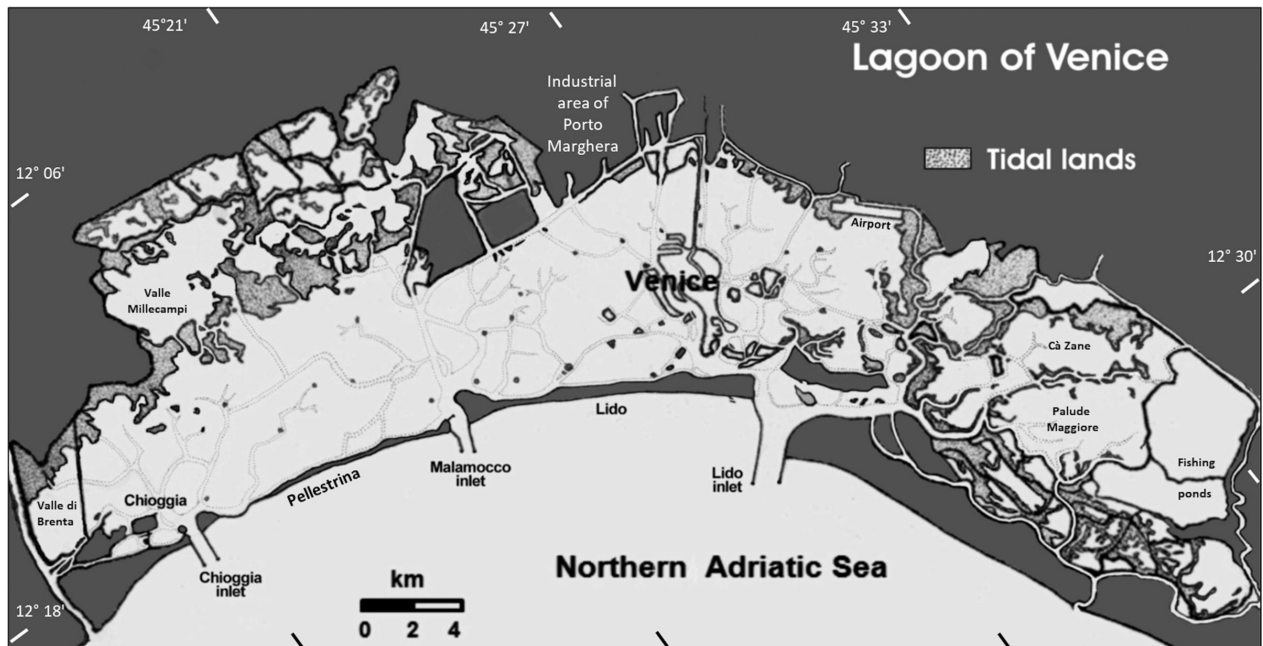 45°21'
45° 27'
45° 33'
Lagoon of Venice
Industrial
area of
Porto
Marghera
Tidal lands
12° 06'
Airport
12° 30'
Venice
Valle
Millecampi
Cà Zane
Lido
Palude
Maggiore
Malamocco
inlet
Lido
inlet
Fishing
ponds
Pellestrina
Chioggia
Valle di
Brenta
Chioggia
inlet
Northern Adriatic Sea
km
0 2 4
12° 18'